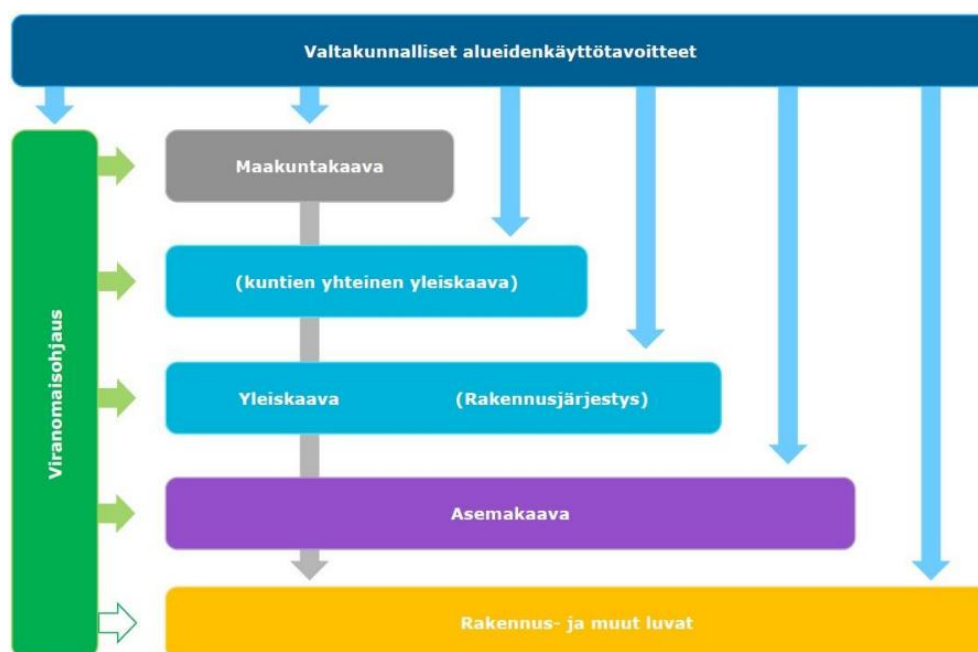 Valtakunnalliset alueidenkäyttötavoitteet
Viranomaisohjaus
Maakuntakaava
(kuntien yhteinen yleiskaava)
Yleiskaava (Rakennusjärjestys)
Asemakaava
Rakennus- ja muut luvat